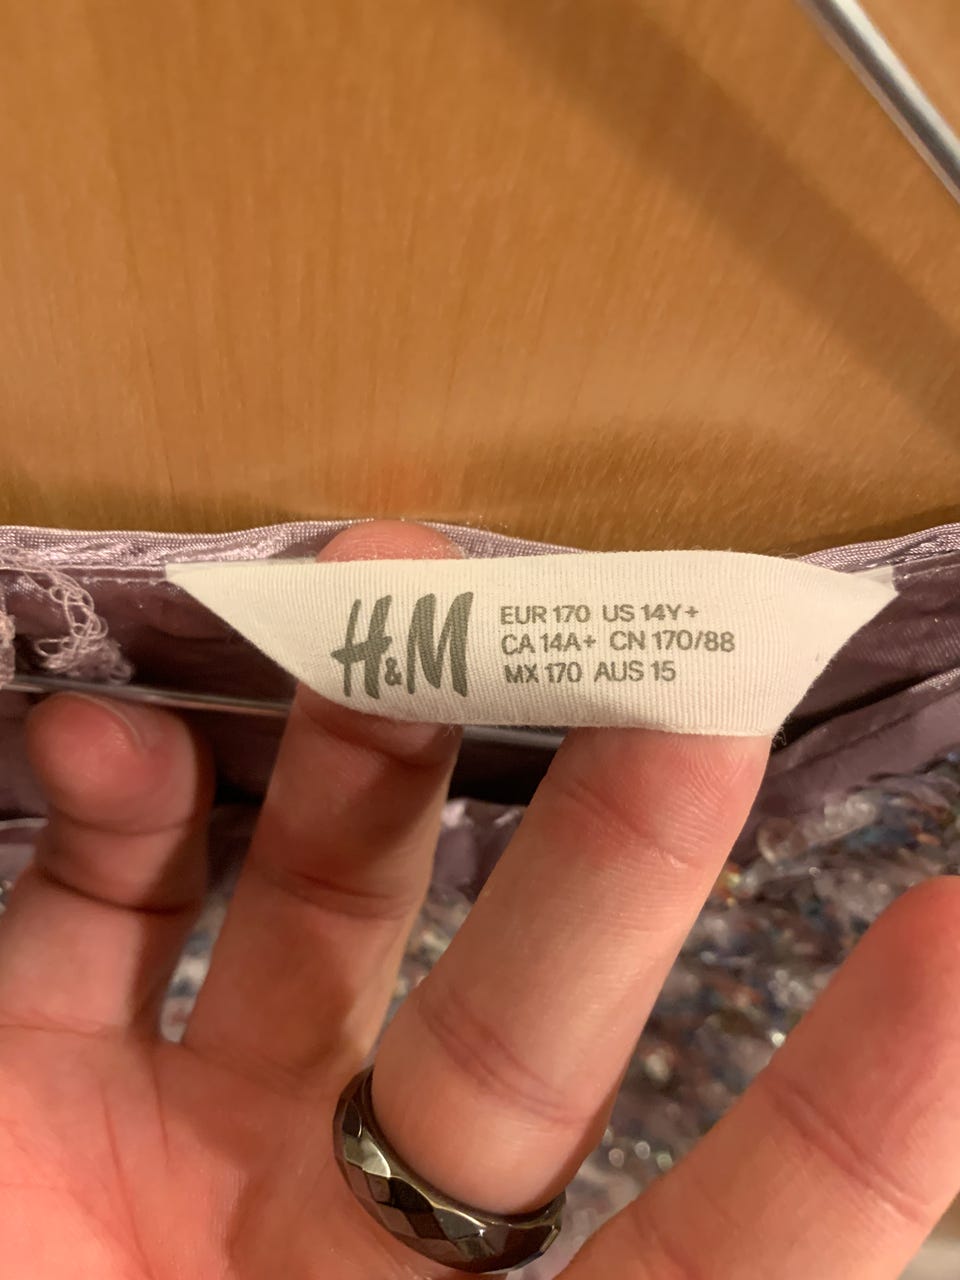 H&M
EUR 170 US 14Y+
CA 14A+ CN 170/88
MX 170 AUS 15